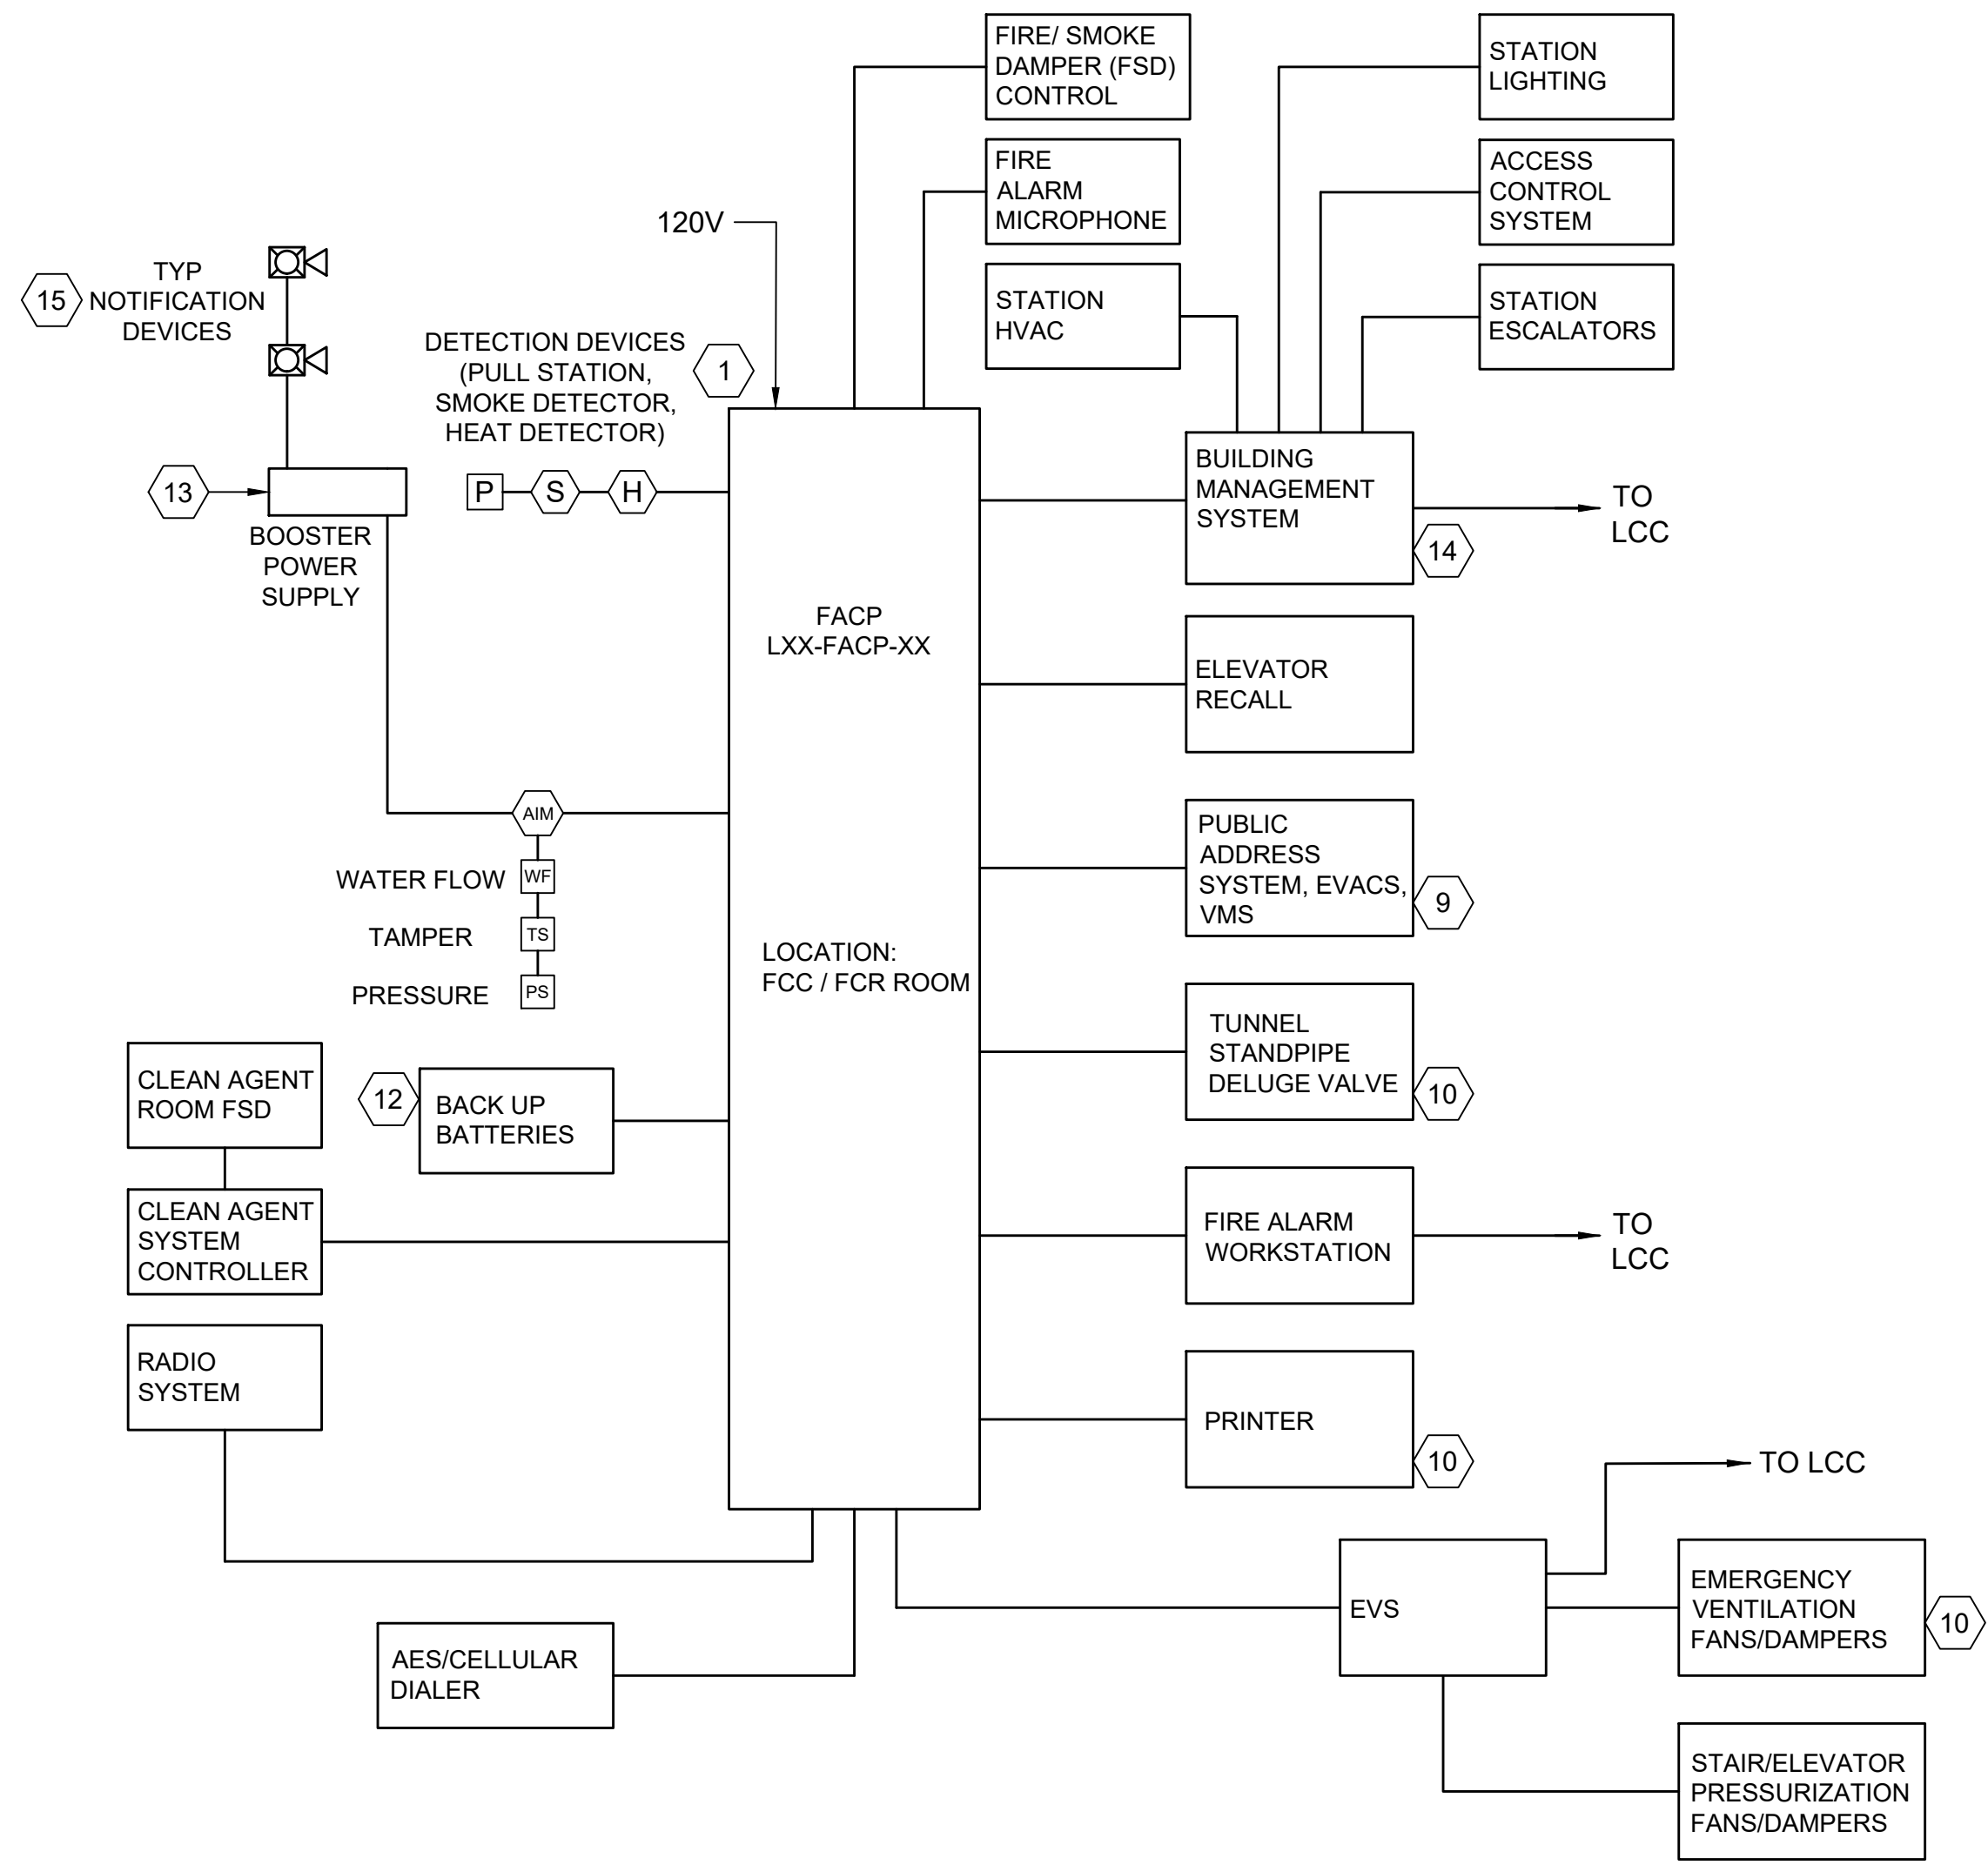 FIRE/ SMOKE
DAMPER (FSD)
CONTROL
STATION
LIGHTING
FIRE
ALARM
MICROPHONE
ACCESS
CONTROL
SYSTEM
120V
15
TYP
NOTIFICATION
DEVICES
STATION
HVAC
STATION
ESCALATORS
DETECTION DEVICES
(PULL STATION,
SMOKE DETECTOR,
HEAT DETECTOR)
1
13
BOOSTER
POWER
SUPPLY
P
S
H
BUILDING
MANAGEMENT
SYSTEM
14
TO
LCC
FACP
LXX-FACP-XX
ELEVATOR
RECALL
AIM
WATER FLOW
WF
TAMPER
TS
PRESSURE
PS
PUBLIC
ADDRESS
SYSTEM, EVACS,
VMS
9
LOCATION:
FCC / FCR ROOM
TUNNEL
STANDPIPE
DELUGE VALVE
10
CLEAN AGENT
ROOM FSD
12
BACK UP
BATTERIES
CLEAN AGENT
SYSTEM
CONTROLLER
FIRE ALARM
WORKSTATION
TO
LCC
RADIO
SYSTEM
PRINTER
10
TO LCC
EVS
EMERGENCY
VENTILATION
FANS/DAMPERS
10
AES/CELLULAR
DIALER
STAIR/ELEVATOR
PRESSURIZATION
FANS/DAMPERS